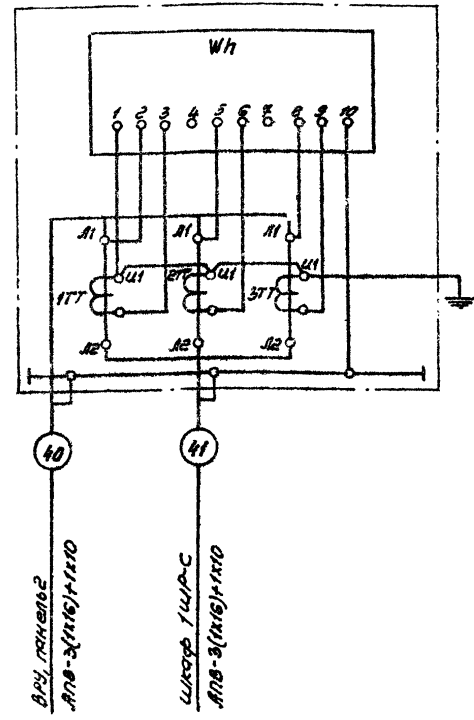 Wh
1 2 3 4 5 6 7 8 9 10
Л1 Л1 Л1
И1 И1 И1
1ТТ 2ТТ 3ТТ
Л2 Л2 Л2
40 41
ВРУ, панель2
АПВ-3(1х16)+1х10
Шкаф 1ШР-С
АПВ-3(1х16)+1х10